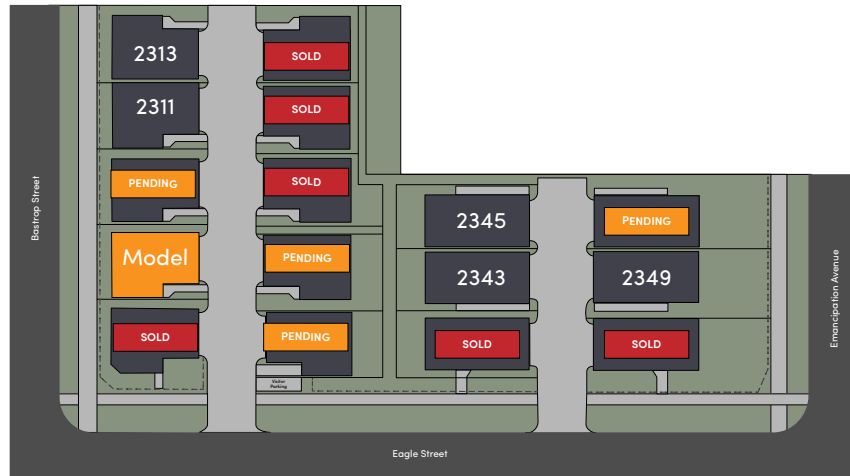 2313
SOLD
2311
SOLD
PENDING
SOLD
Model
PENDING
SOLD
PENDING
Visitor
Parking
2345
PENDING
2343
2349
SOLD
SOLD
Bastrop Street
Emancipation Avenue
Eagle Street